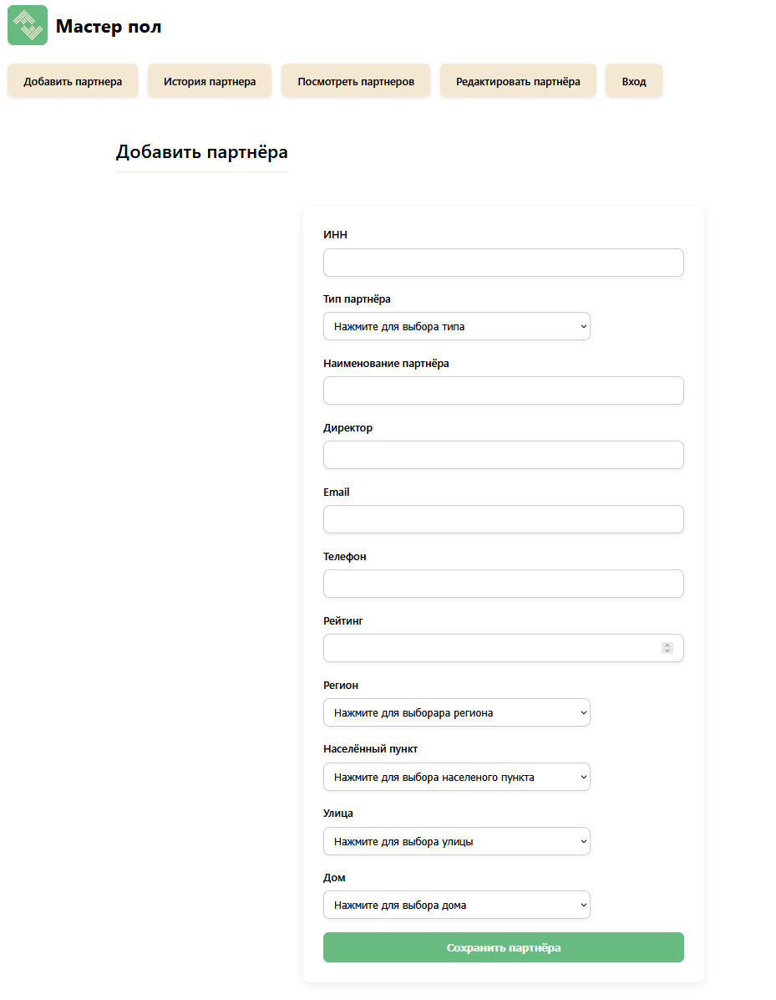 Мастер пол
Добавить партнера История партнера Посмотреть партнеров Редактировать партнёра Вход
Добавить партнёра
ИНН
Тип партнёра
Нажмите для выбора типа
Наименование партнёра
Директор
Email
Телефон
Рейтинг
Регион
Нажмите для выборара региона
Населённый пункт
Нажмите для выбора населеного пункта
Улица
Нажмите для выбора улицы
Дом
Нажмите для выбора дома
Сохранить партнёра